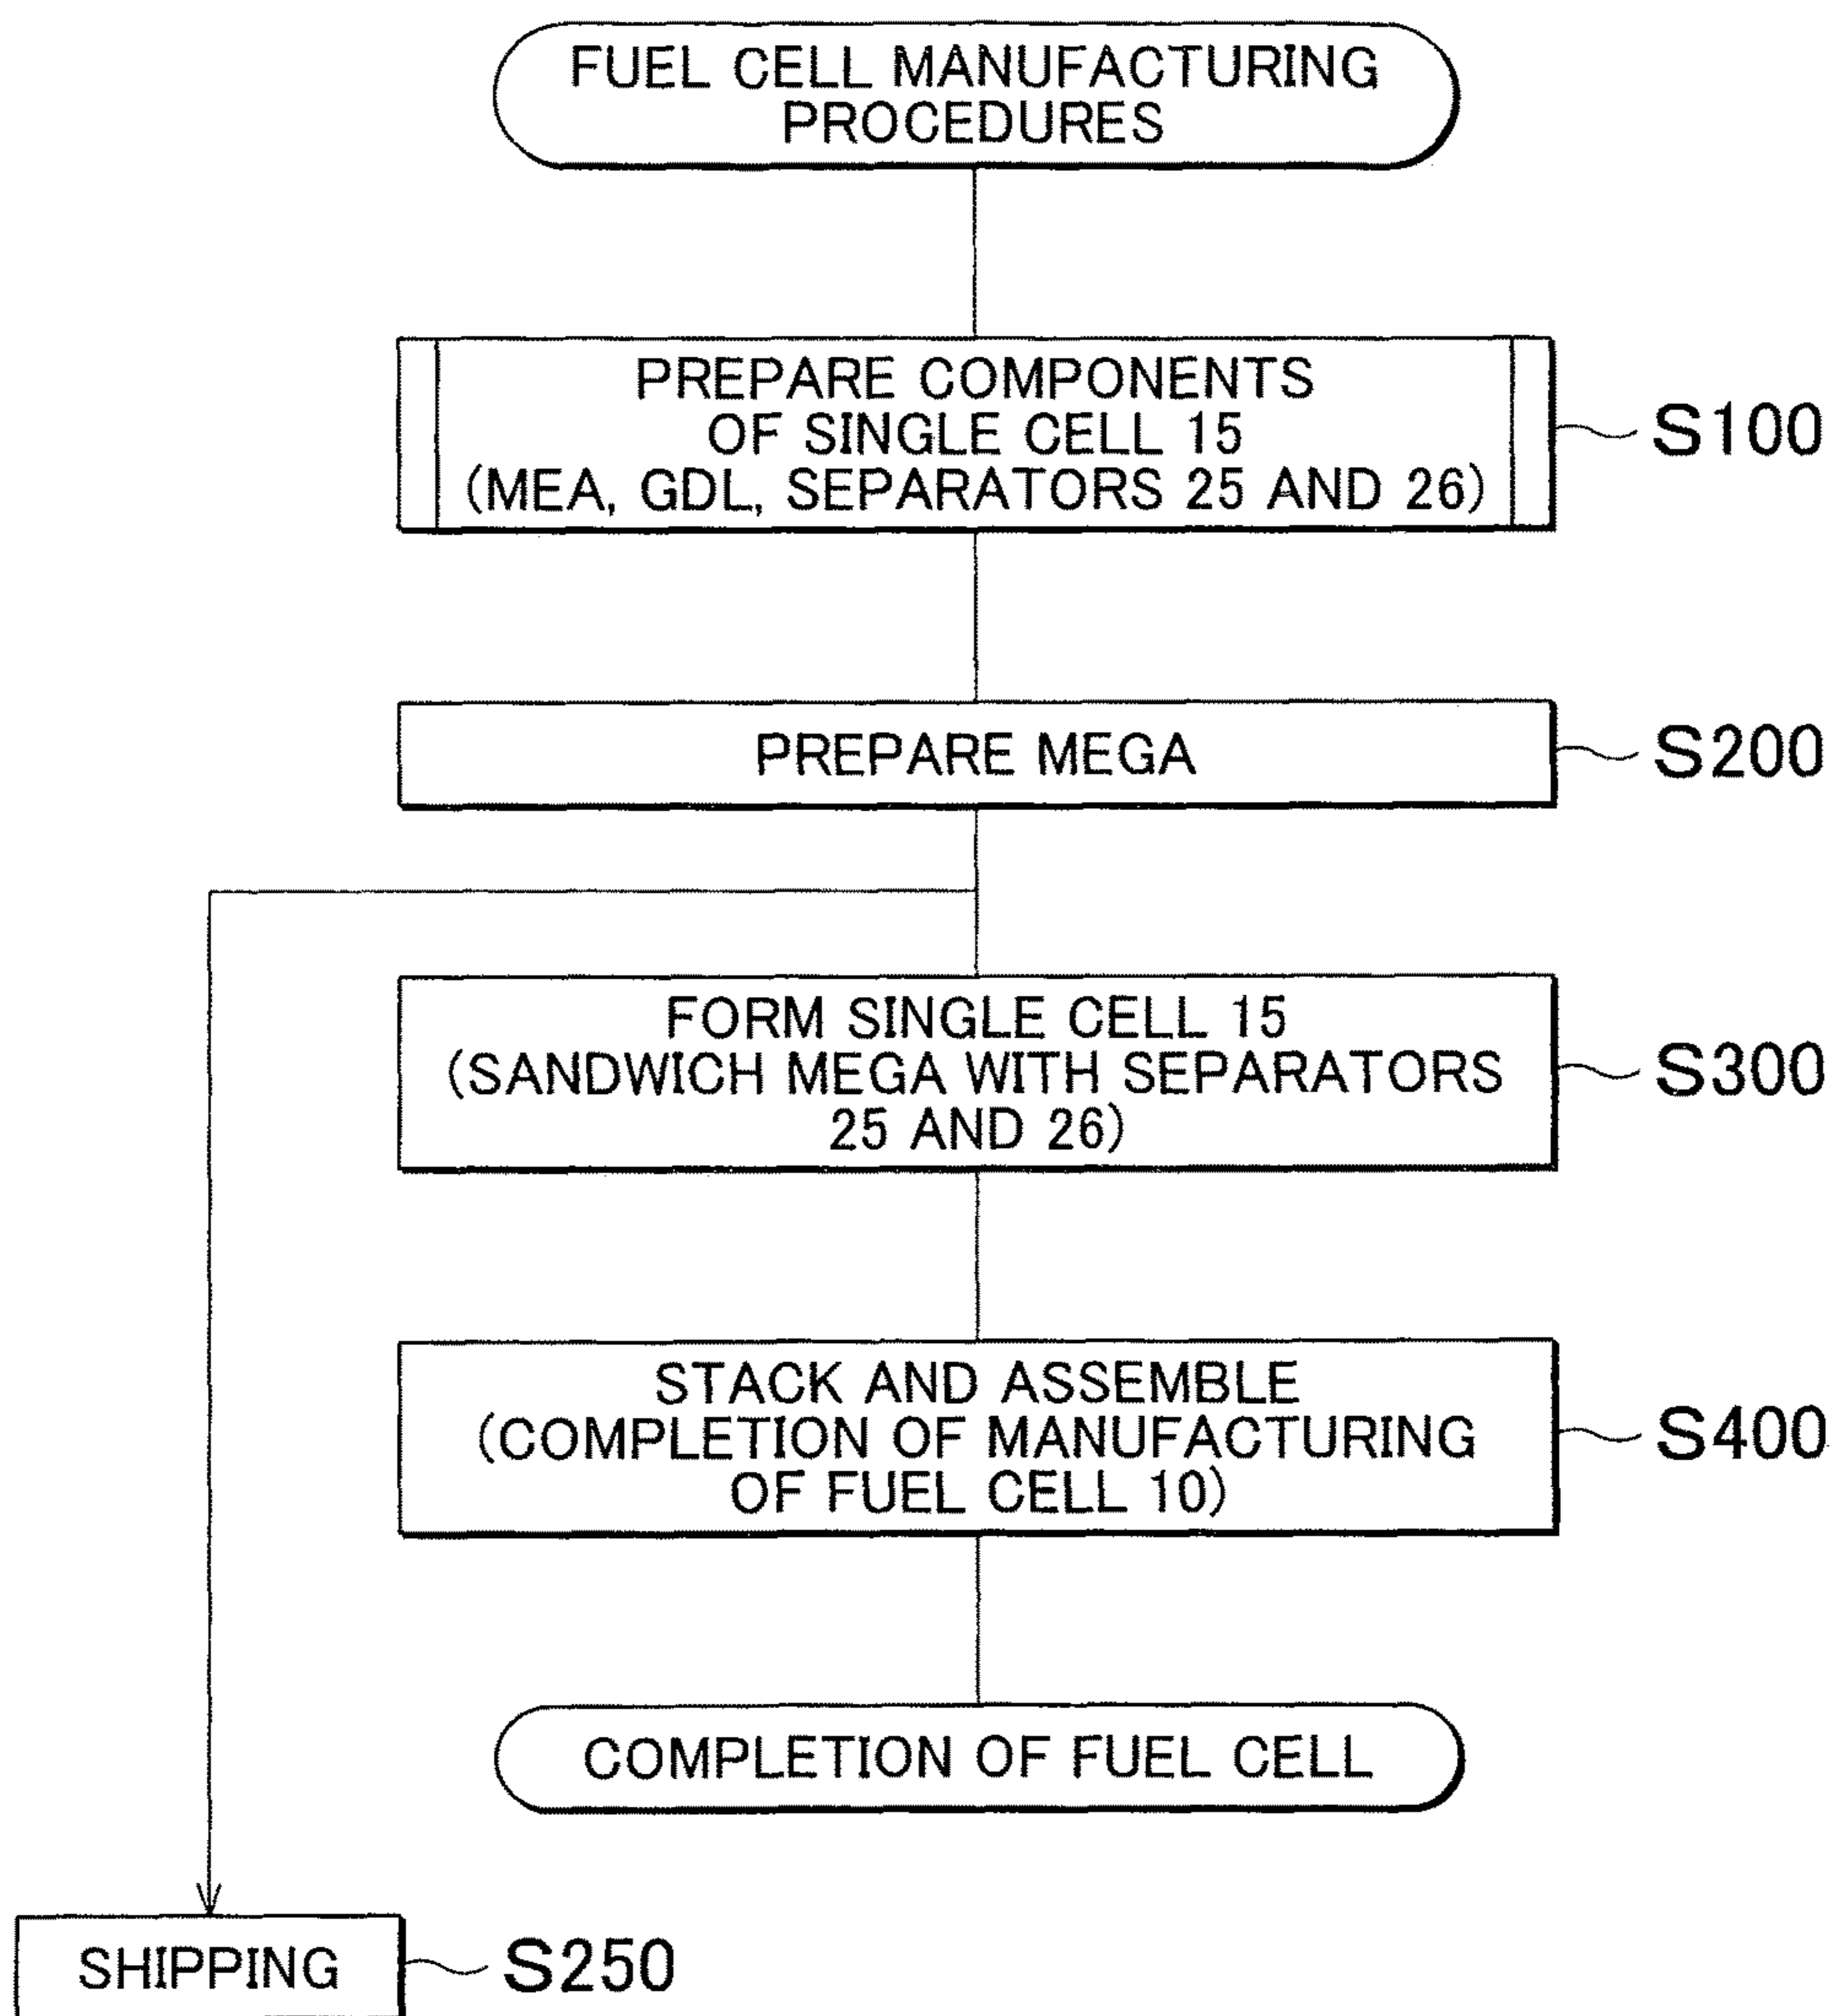 FUEL CELL MANUFACTURING
PROCEDURES
PREPARE COMPONENTS
OF SINGLE CELL 15
(MEA, GDL, SEPARATORS 25 AND 26)
S100
PREPARE MEGA
S200
FORM SINGLE CELL 15
(SANDWICH MEGA WITH SEPARATORS
25 AND 26)
S300
STACK AND ASSEMBLE
(COMPLETION OF MANUFACTURING
OF FUEL CELL 10)
S400
COMPLETION OF FUEL CELL
SHIPPING
S250